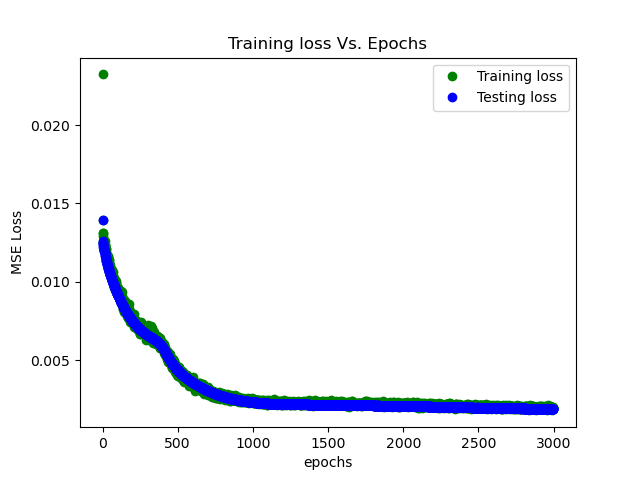 Training loss Vs. Epochs
Training loss
Testing loss
0.020
0.015
0.010
0.005
MSE Loss
0 500 1000 1500 2000 2500 3000
epochs